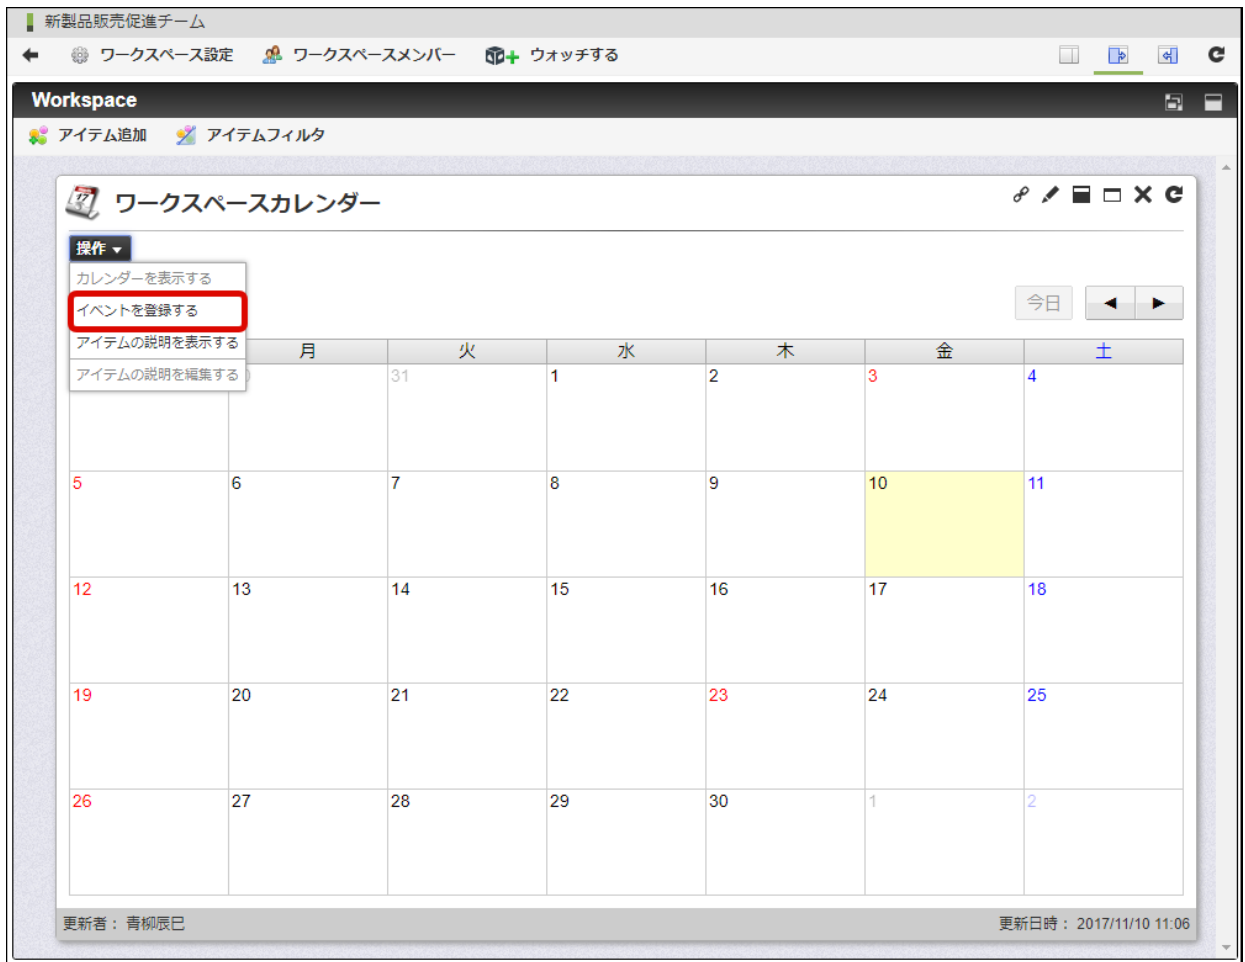 新製品販売促進チーム
ワークスペース設定 ワークスペースメンバー ウォッチする
Workspace
アイテム追加 アイテムフィルタ
17 ワークスペースカレンダー
操作
カレンダーを表示する
イベントを登録する
アイテムの説明を表示する
アイテムの説明を編集する
今日
月 火 水 木 金 土
31 1 2 3 4
5 6 7 8 9 10 11
12 13 14 15 16 17 18
19 20 21 22 23 24 25
26 27 28 29 30 1 2
更新者： 青柳辰巳 更新日時： 2017/11/10 11:06